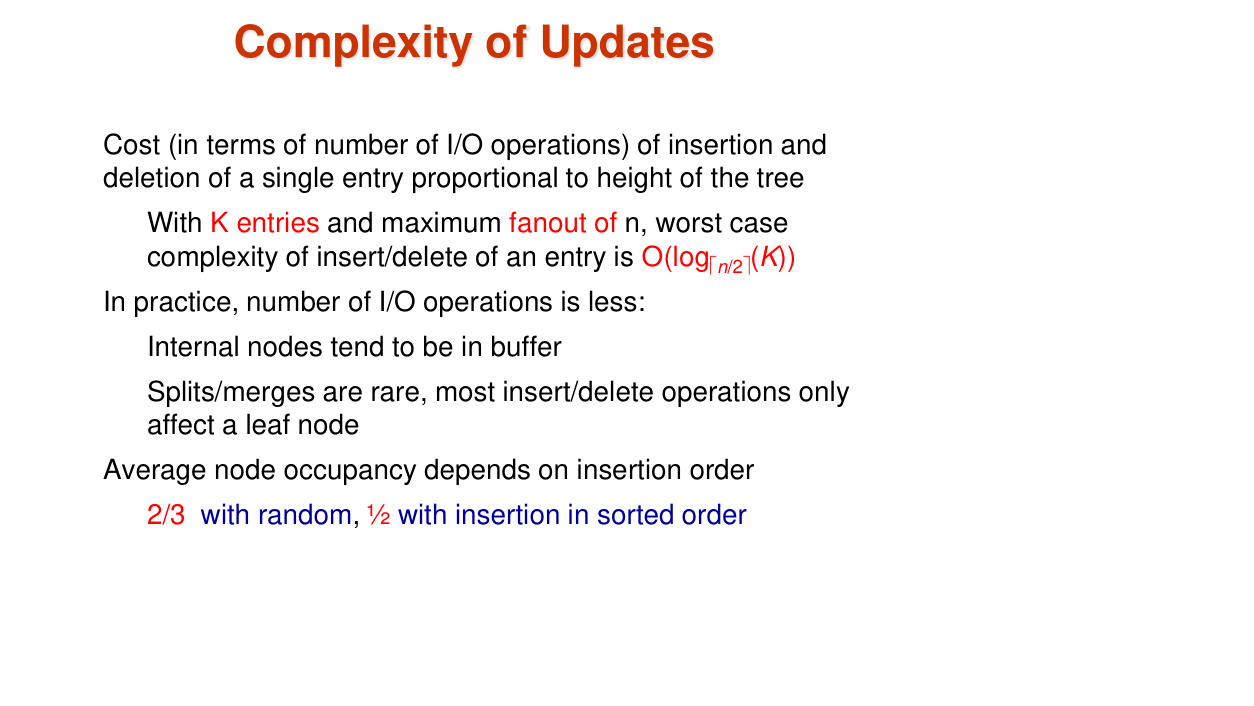 Complexity of Updates
Cost (in terms of number of I/O operations) of insertion and
deletion of a single entry proportional to height of the tree
With K entries and maximum fanout of n, worst case
complexity of insert/delete of an entry is O(log⌈n/2⌉(K))
In practice, number of I/O operations is less:
Internal nodes tend to be in buffer
Splits/merges are rare, most insert/delete operations only
affect a leaf node
Average node occupancy depends on insertion order
2/3 with random, ½ with insertion in sorted order